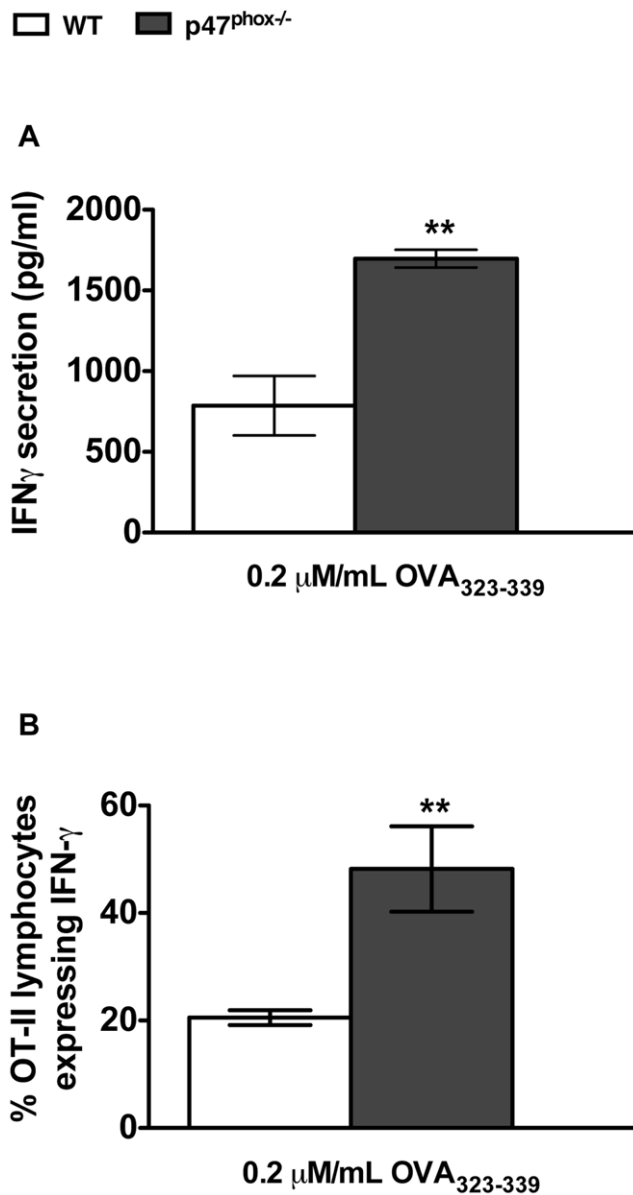 WT p47phox-/-
A
IFNγ secretion (pg/ml)
2000
**
1500
1000
500
0
0.2 μM/mL OVA323-339
B
% OT-II lymphocytes
expressing IFN-γ
60
**
40
20
0
0.2 μM/mL OVA323-339